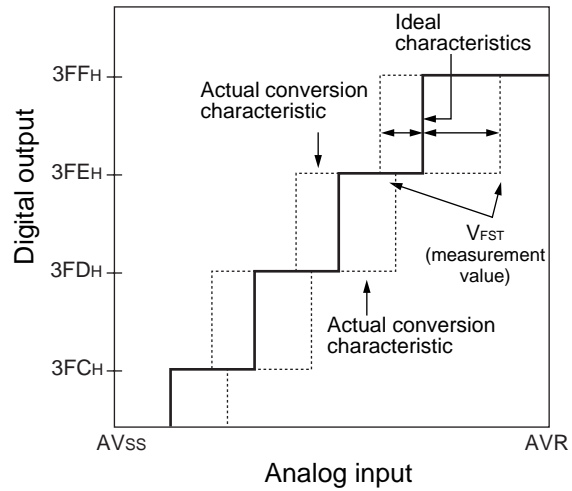 Ideal
characteristics
3FFH
Actual conversion
characteristic
3FEH
Digital output
VFST
(measurement
value)
3FDH
Actual conversion
characteristic
3FCH
AVSS
AVR
Analog input